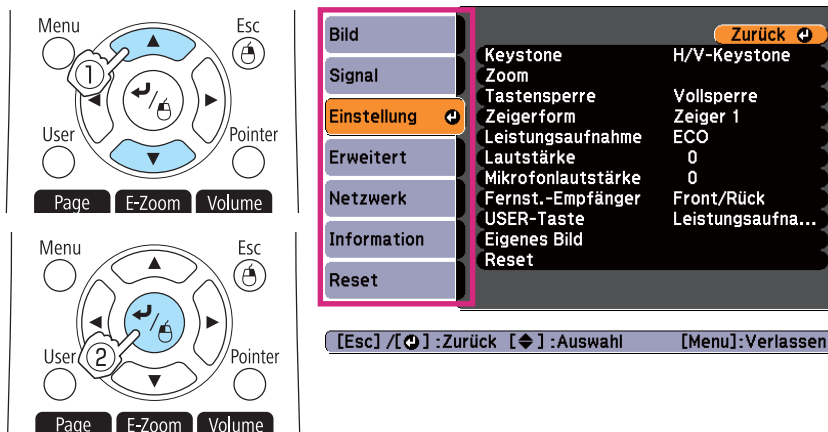 Menu
Esc
1
User
Pointer
Page
E-Zoom
Volume
Menu
Esc
2
User
Pointer
Page
E-Zoom
Volume
Bild
Signal
Einstellung
Erweitert
Netzwerk
Information
Reset
Zurück
Keystone H/V-Keystone
Zoom
Tastensperre Vollsperre
Zeigerform Zeiger 1
Leistungsaufnahme ECO
Lautstärke 0
Mikrofonlautstärke 0
Fernst.-Empfänger Front/Rück
USER-Taste Leistungsaufna...
Eigenes Bild
Reset
[Esc] /[⏎] :Zurück [◆] :Auswahl [Menu]:Verlassen